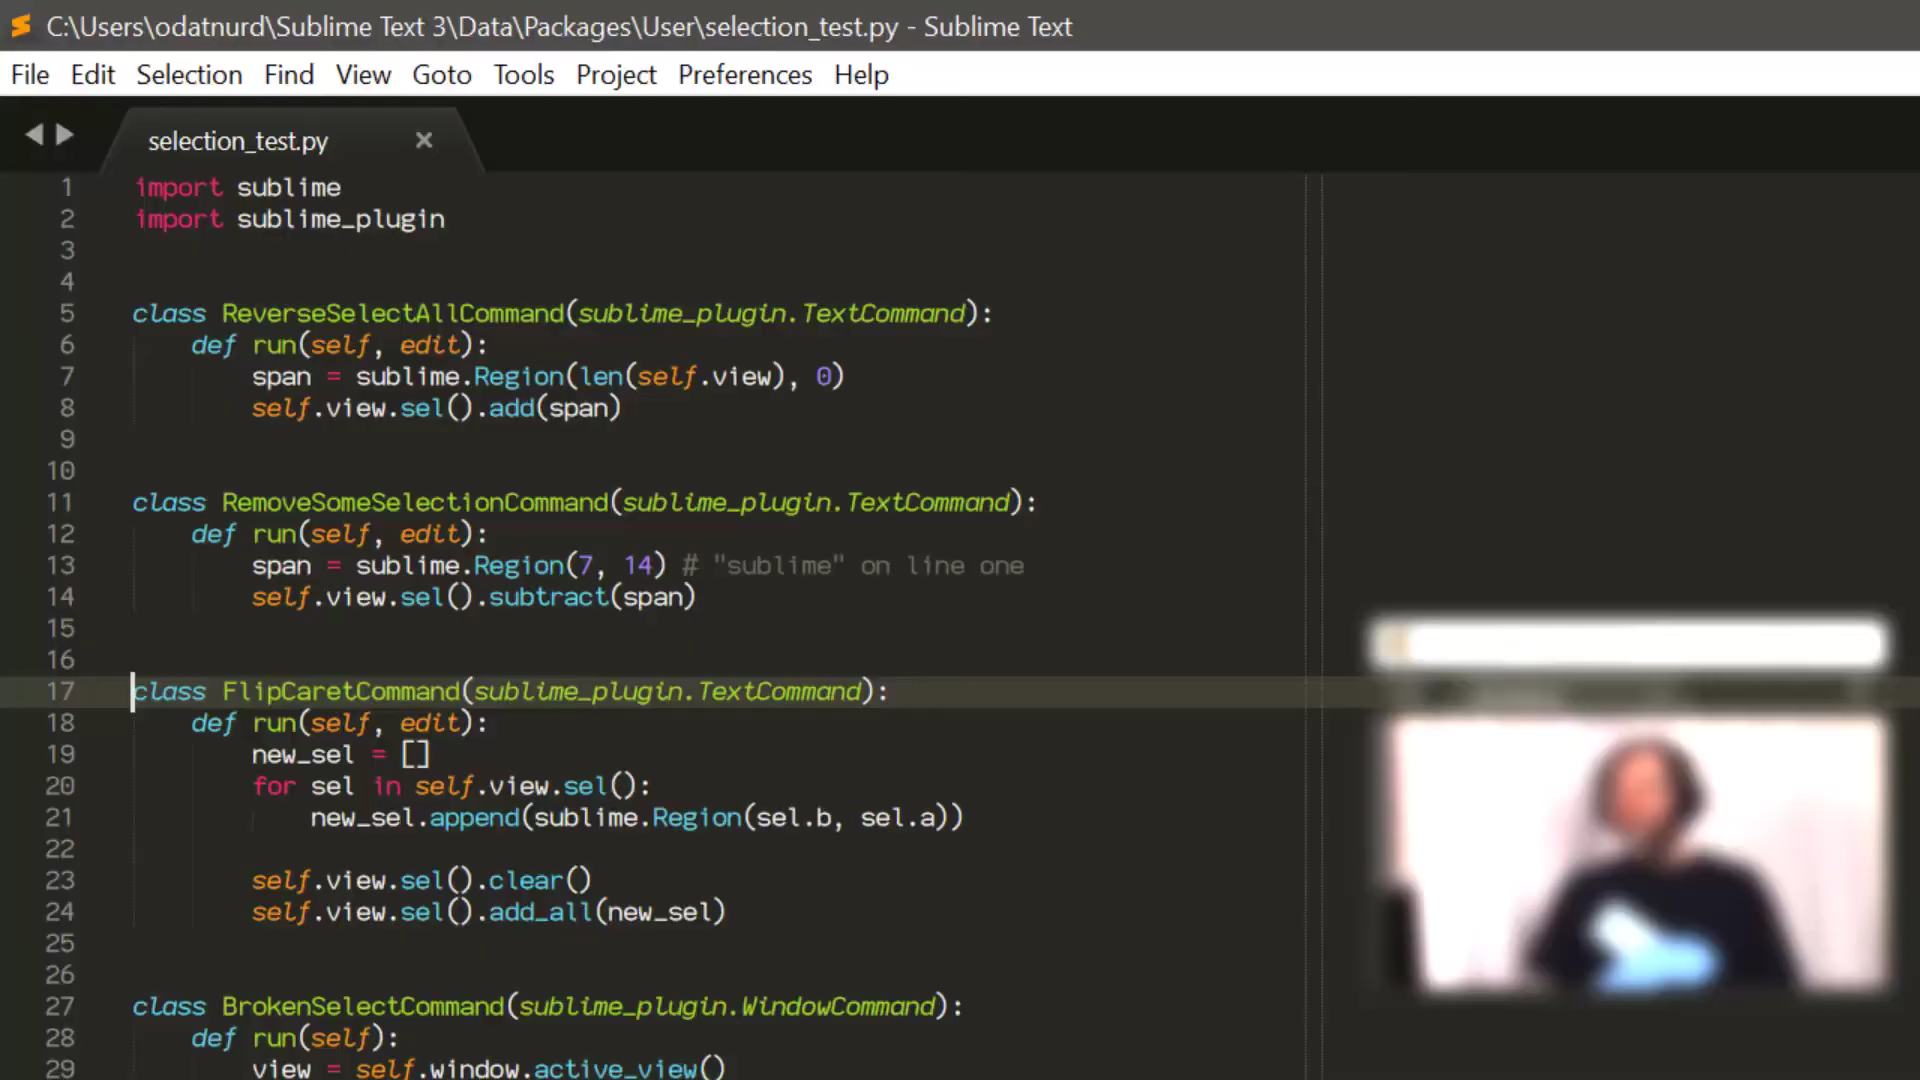 C:\Users\odatnurd\Sublime Text 3\Data\Packages\User\selection_test.py - Sublime Text
File Edit Selection Find View Goto Tools Project Preferences Help
selection_test.py
1 import sublime
2 import sublime_plugin
3
4
5 class ReverseSelectAllCommand(sublime_plugin.TextCommand):
6     def run(self, edit):
7         span = sublime.Region(len(self.view), 0)
8         self.view.sel().add(span)
9
10
11 class RemoveSomeSelectionCommand(sublime_plugin.TextCommand):
12     def run(self, edit):
13         span = sublime.Region(7, 14) # "sublime" on line one
14         self.view.sel().subtract(span)
15
16
17 class FlipCaretCommand(sublime_plugin.TextCommand):
18     def run(self, edit):
19         new_sel = []
20         for sel in self.view.sel():
21             new_sel.append(sublime.Region(sel.b, sel.a))
22
23         self.view.sel().clear()
24         self.view.sel().add_all(new_sel)
25
26
27 class BrokenSelectCommand(sublime_plugin.WindowCommand):
28     def run(self):
29         view = self.window.active_view()